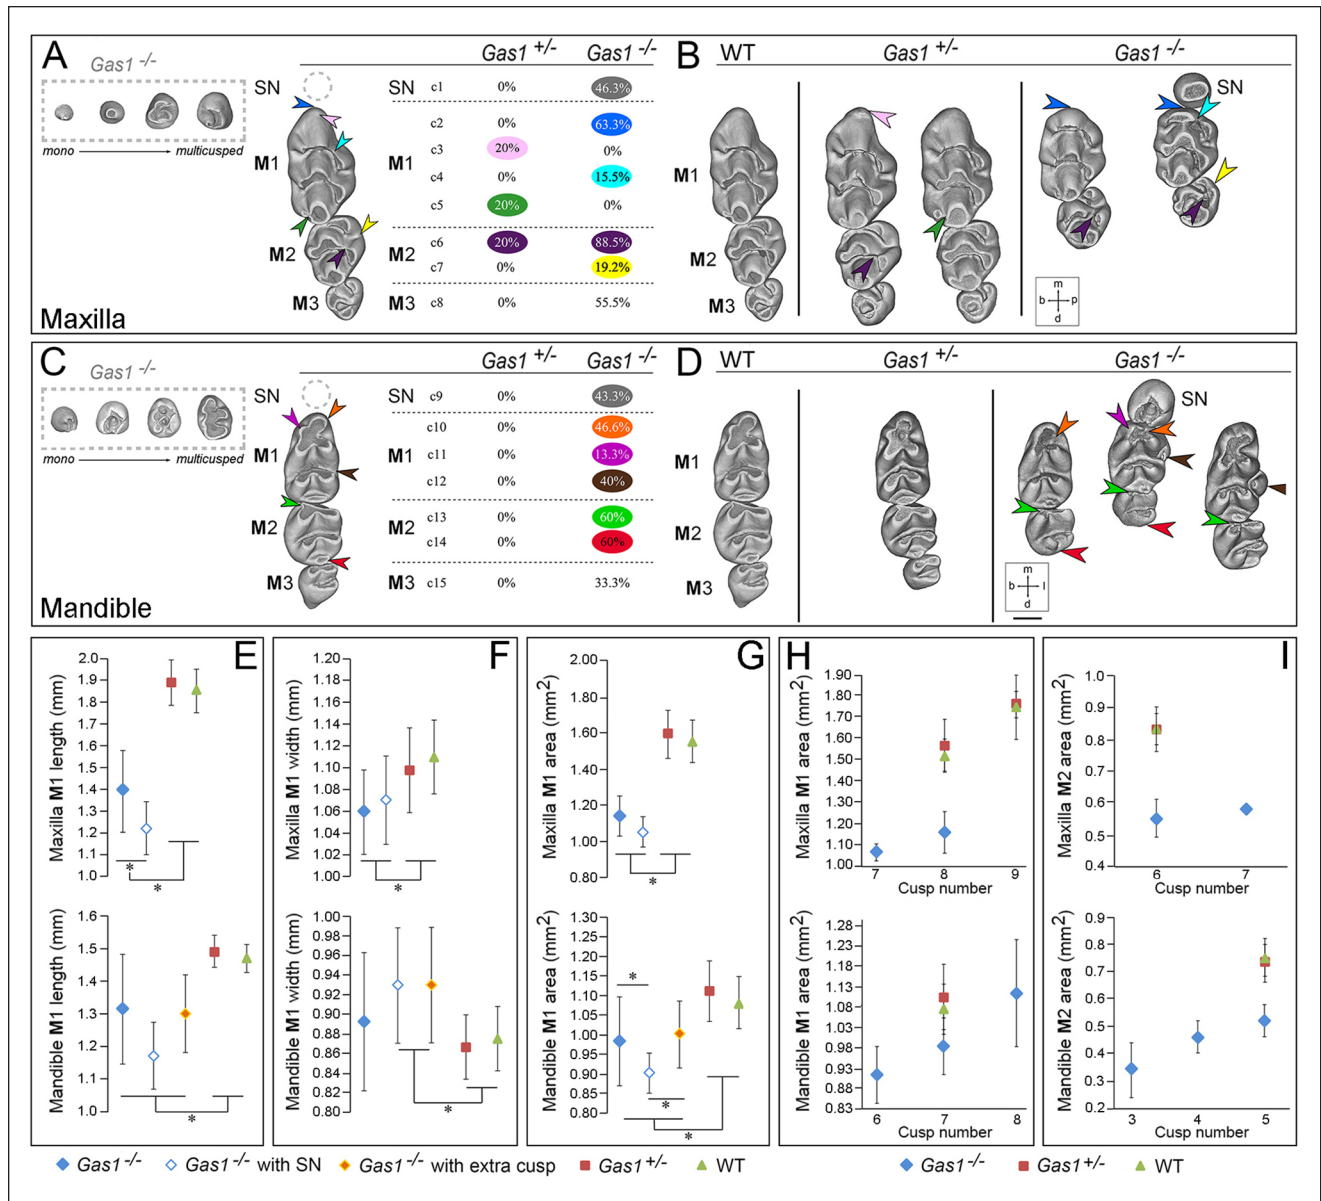 A
Gas1 -/-
mono
multicusped
Maxilla
SN
M1
M2
M3
Gas1 +/- Gas1 -/-
SN c1 0% 46.3%
c2 0% 63.3%
c3 20% 0%
M1
c4 0% 15.5%
c5 20% 0%
c6 20% 88.5%
M2
c7 0% 19.2%
M3 c8 0% 55.5%
B
WT Gas1 +/- Gas1 -/-
SN
M1
M2
M3
m
b p
d
C
Gas1 -/-
mono
multicusped
Mandible
SN
M1
M2
M3
Gas1 +/- Gas1 -/-
SN c9 0% 43.3%
c10 0% 46.6%
M1 c11 0% 13.3%
c12 0% 40%
c13 0% 60%
M2
c14 0% 60%
M3 c15 0% 33.3%
D
WT Gas1 +/- Gas1 -/-
SN
M1
M2
M3
m
b l
d
E
Maxilla M1 length (mm)
2.0
1.9
1.8
1.7
1.6
1.5
1.4
1.3
1.2
1.1
1.0
*
*
Mandible M1 length (mm)
1.6
1.5
1.4
1.3
1.2
1.1
1.0
*
F
Maxilla M1 width (mm)
1.20
1.18
1.16
1.14
1.12
1.10
1.08
1.06
1.04
1.02
1.00
*
Mandible M1 width (mm)
1.00
0.98
0.96
0.94
0.92
0.90
0.88
0.86
0.84
0.82
0.80
*
G
Maxilla M1 area (mm2)
2.00
1.80
1.60
1.40
1.20
1.00
0.80
*
Mandible M1 area (mm2)
1.30
1.25
1.20
1.15
1.10
1.05
1.00
0.95
0.90
0.85
0.80
*
*
*
H
Maxilla M1 area (mm2)
1.90
1.80
1.70
1.60
1.50
1.40
1.30
1.20
1.10
1.00
7 8 9
Cusp number
Mandible M1 area (mm2)
1.28
1.23
1.18
1.13
1.08
1.03
0.98
0.93
0.88
0.83
6 7 8
Cusp number
I
Maxilla M2 area (mm2)
1.0
0.9
0.8
0.7
0.6
0.5
0.4
6 7
Cusp number
Mandible M2 area (mm2)
0.9
0.8
0.7
0.6
0.5
0.4
0.3
0.2
3 4 5
Cusp number
Gas1 -/- Gas1 -/- with SN Gas1 -/- with extra cusp Gas1 +/- WT
Gas1 -/- Gas1 +/- WT